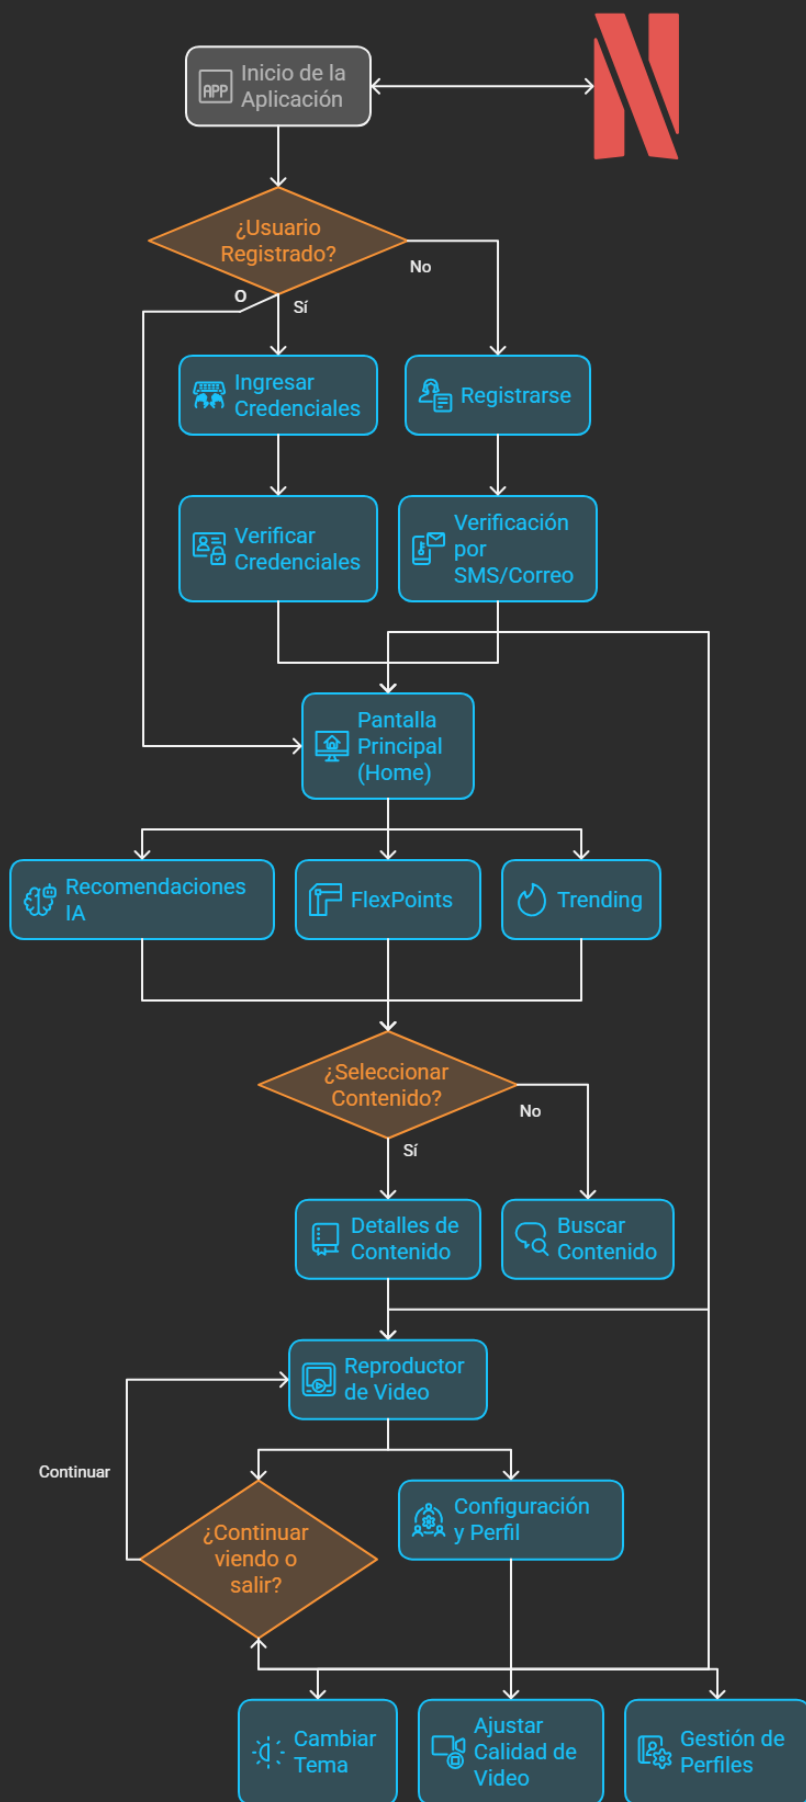 APP
Inicio de la
Aplicación
¿Usuario
Registrado?
No
O
Sí
Ingresar
Credenciales
Registrarse
Verificar
Credenciales
Verificación
por
SMS/Correo
Pantalla
Principal
(Home)
Recomendaciones
IA
FlexPoints
Trending
¿Seleccionar
Contenido?
No
Sí
Detalles de
Contenido
Buscar
Contenido
Reproductor
de Video
Continuar
¿Continuar
viendo o
salir?
Configuración
y Perfil
Cambiar
Tema
Ajustar
Calidad de
Video
Gestión de
Perfiles